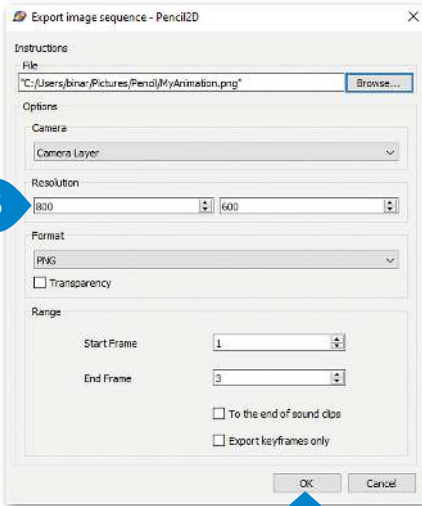 Export image sequence - Pencil2D
Instructions
File
"C:/Users/binar/Pictures/Pencil/MyAnimation.png"
Browse...
Options
Camera
Camera Layer
Resolution
800
600
Format
PNG
Transparency
Range
Start Frame
1
End Frame
3
To the end of sound clips
Export keyframes only
OK
Cancel